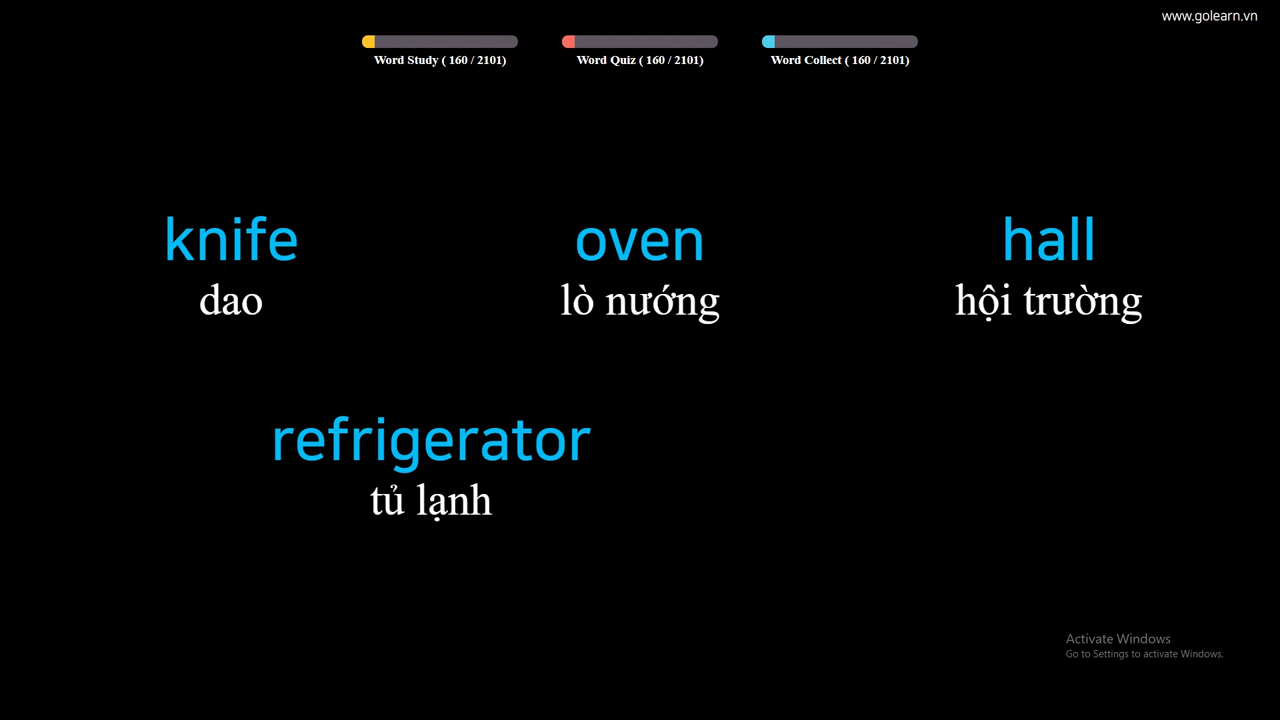 www.golearn.vn
Word Study ( 160 / 2101)
Word Quiz ( 160 / 2101)
Word Collect ( 160 / 2101)
knife
dao
oven
lò nướng
hall
hội trường
refrigerator
tủ lạnh
Activate Windows
Go to Settings to activate Windows.